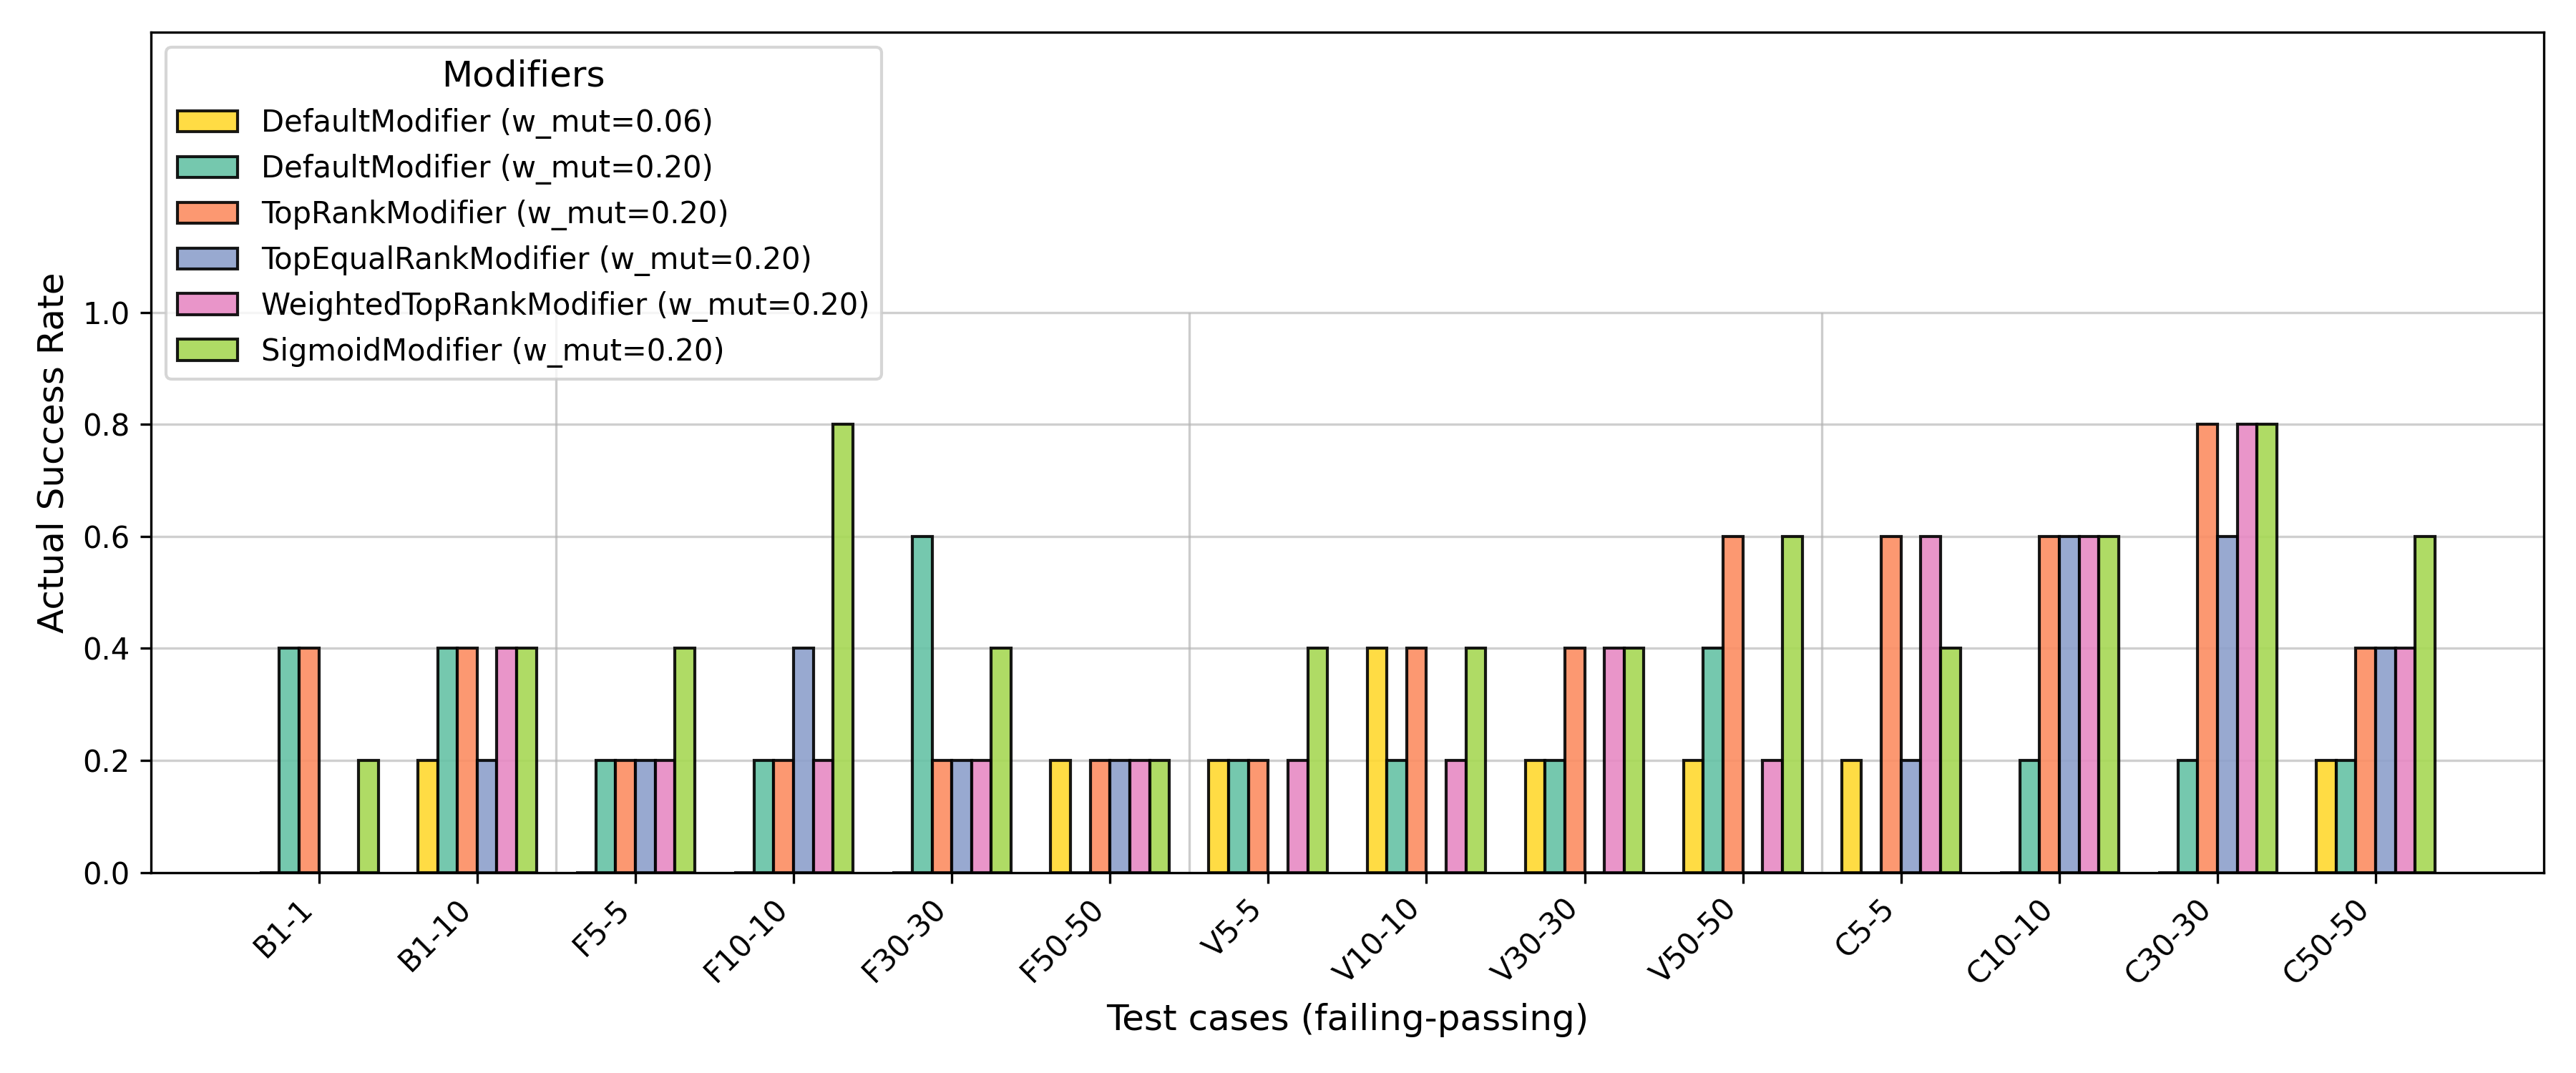 Modifiers
DefaultModifier (w_mut=0.06)
DefaultModifier (w_mut=0.20)
TopRankModifier (w_mut=0.20)
TopEqualRankModifier (w_mut=0.20)
WeightedTopRankModifier (w_mut=0.20)
SigmoidModifier (w_mut=0.20)
Actual Success Rate
1.0
0.8
0.6
0.4
0.2
0.0
B1-1
B1-10
F5-5
F10-10
F30-30
F50-50
V5-5
V10-10
V30-30
V50-50
C5-5
C10-10
C30-30
C50-50
Test cases (failing-passing)